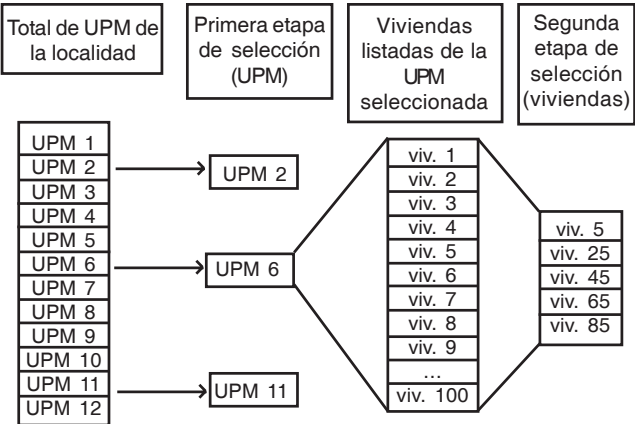 Total de UPM de
la localidad
Primera etapa
de selección
(UPM)
Viviendas
listadas de la
UPM
seleccionada
Segunda
etapa de
selección
(viviendas)
UPM 1
UPM 2
UPM 3
UPM 4
UPM 5
UPM 6
UPM 7
UPM 8
UPM 9
UPM 10
UPM 11
UPM 12
UPM 2
UPM 6
UPM 11
viv. 1
viv. 2
viv. 3
viv. 4
viv. 5
viv. 6
viv. 7
viv. 8
viv. 9
...
viv. 100
viv. 5
viv. 25
viv. 45
viv. 65
viv. 85